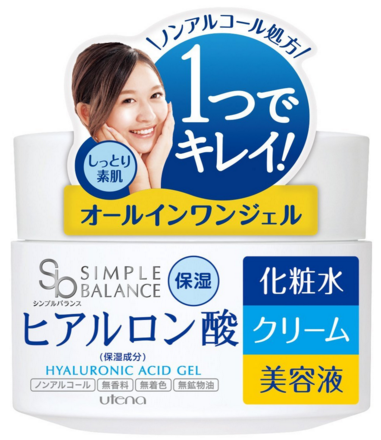 ノンアルコール処方
1つで
キレイ!
しっとり
素肌
オールインワンジェル
Sb SIMPLE BALANCE
シンプルバランス
保湿
ヒアルロン酸
(保湿成分)
HYALURONIC ACID GEL
ノンアルコール 無香料 無着色 無鉱物油
utena
化粧水
クリーム
美容液